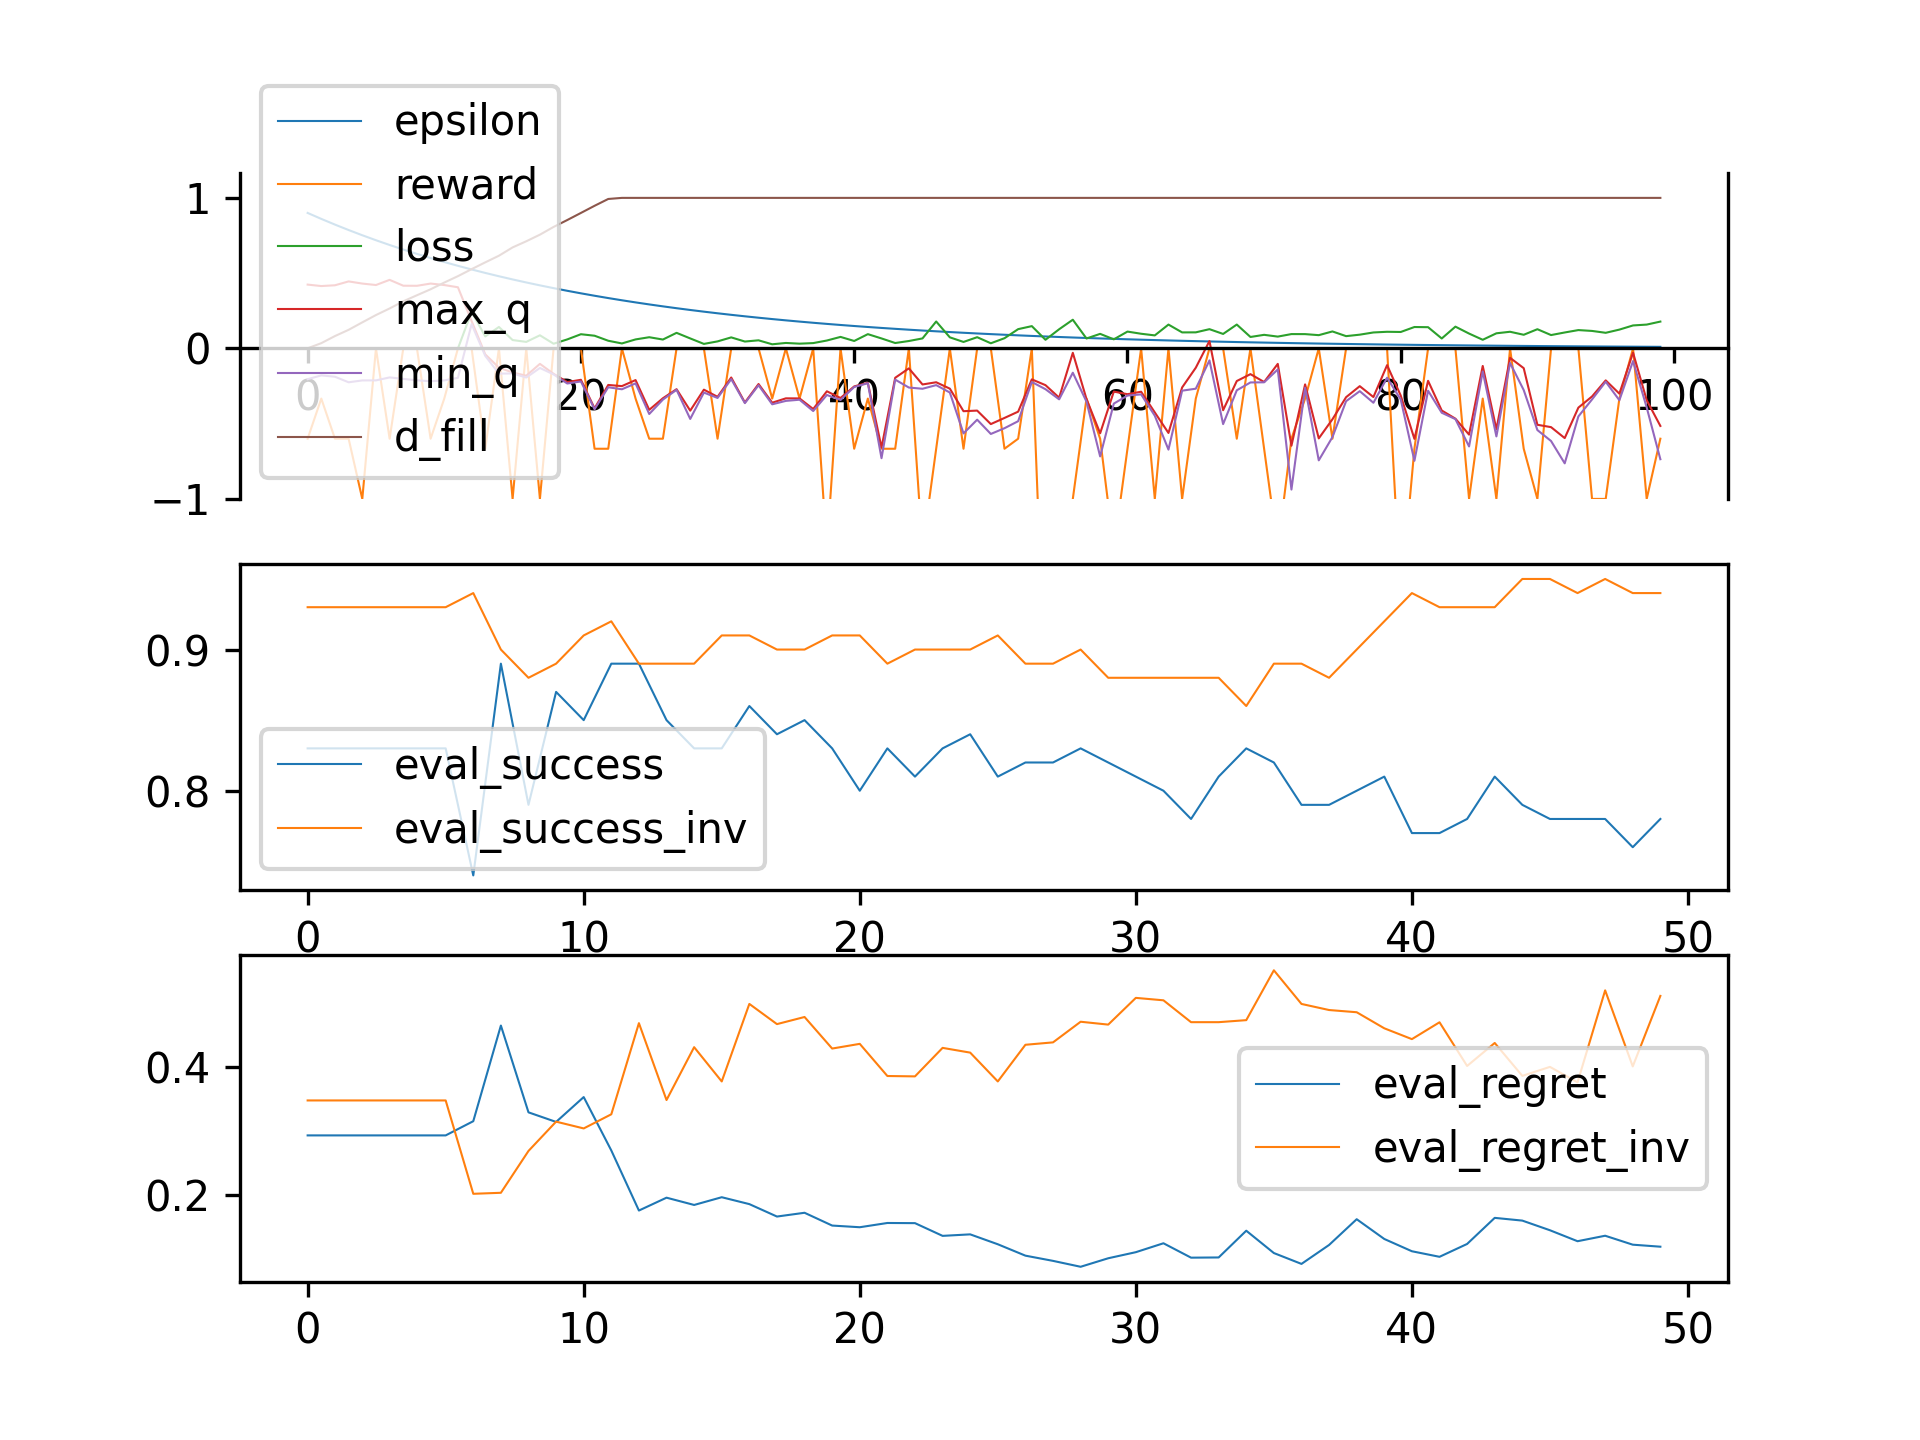 epsilon
reward
loss
max_q
min_q
d_fill
1
0
−1
0 20 40 60 80 100
0.9
0.8
eval_success
eval_success_inv
0 10 20 30 40 50
0.4
0.2
eval_regret
eval_regret_inv
0 10 20 30 40 50